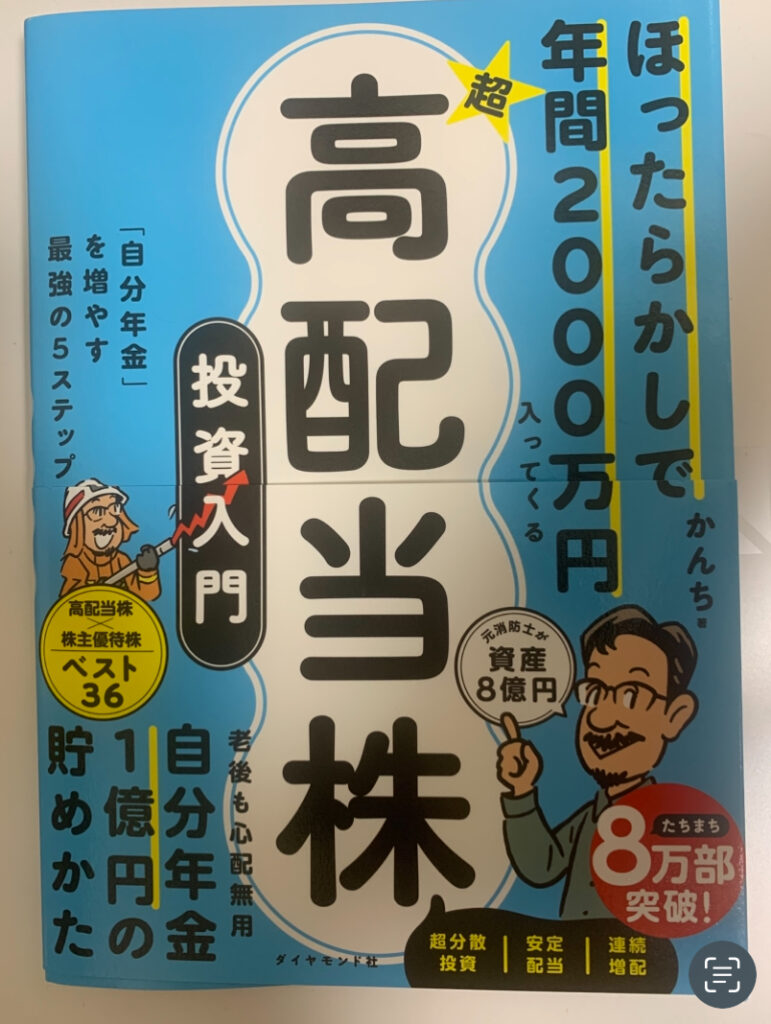 ほったらかしで
年間2000万円
入ってくる
超
高配当株
投資入門
「自分年金」
を増やす
最強の5ステップ
かんち 著
元消防士が
資産
8億円
高配当株
×
株主優待株
ベスト
36
老後も心配無用
自分年金
1億円の
貯めかた
たちまち
8万部
突破!
超分散
投資
安定
配当
連続
増配
ダイヤモンド社